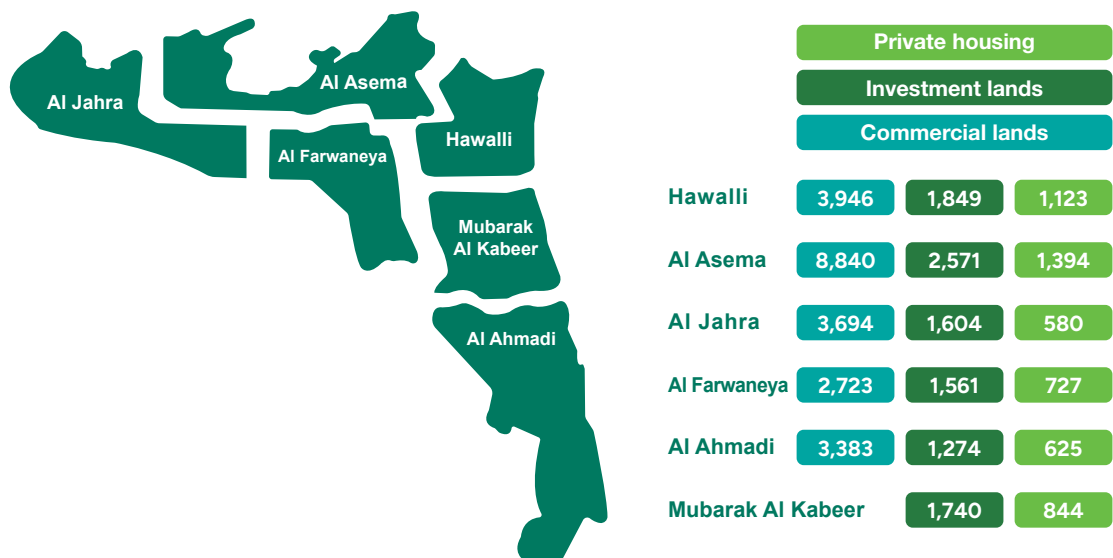 Al Jahra
Al Asema
Al Farwaneya
Hawalli
Mubarak
Al Kabeer
Al Ahmadi
Private housing
Investment lands
Commercial lands
Hawalli 3,946 1,849 1,123
Al Asema 8,840 2,571 1,394
Al Jahra 3,694 1,604 580
Al Farwaneya 2,723 1,561 727
Al Ahmadi 3,383 1,274 625
Mubarak Al Kabeer 1,740 844